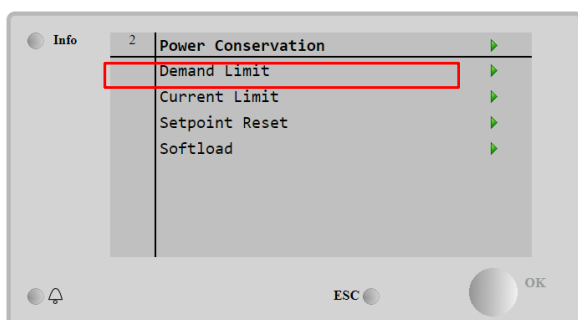 Info
2
Power Conservation
Demand Limit
Current Limit
Setpoint Reset
Softload
ESC
OK